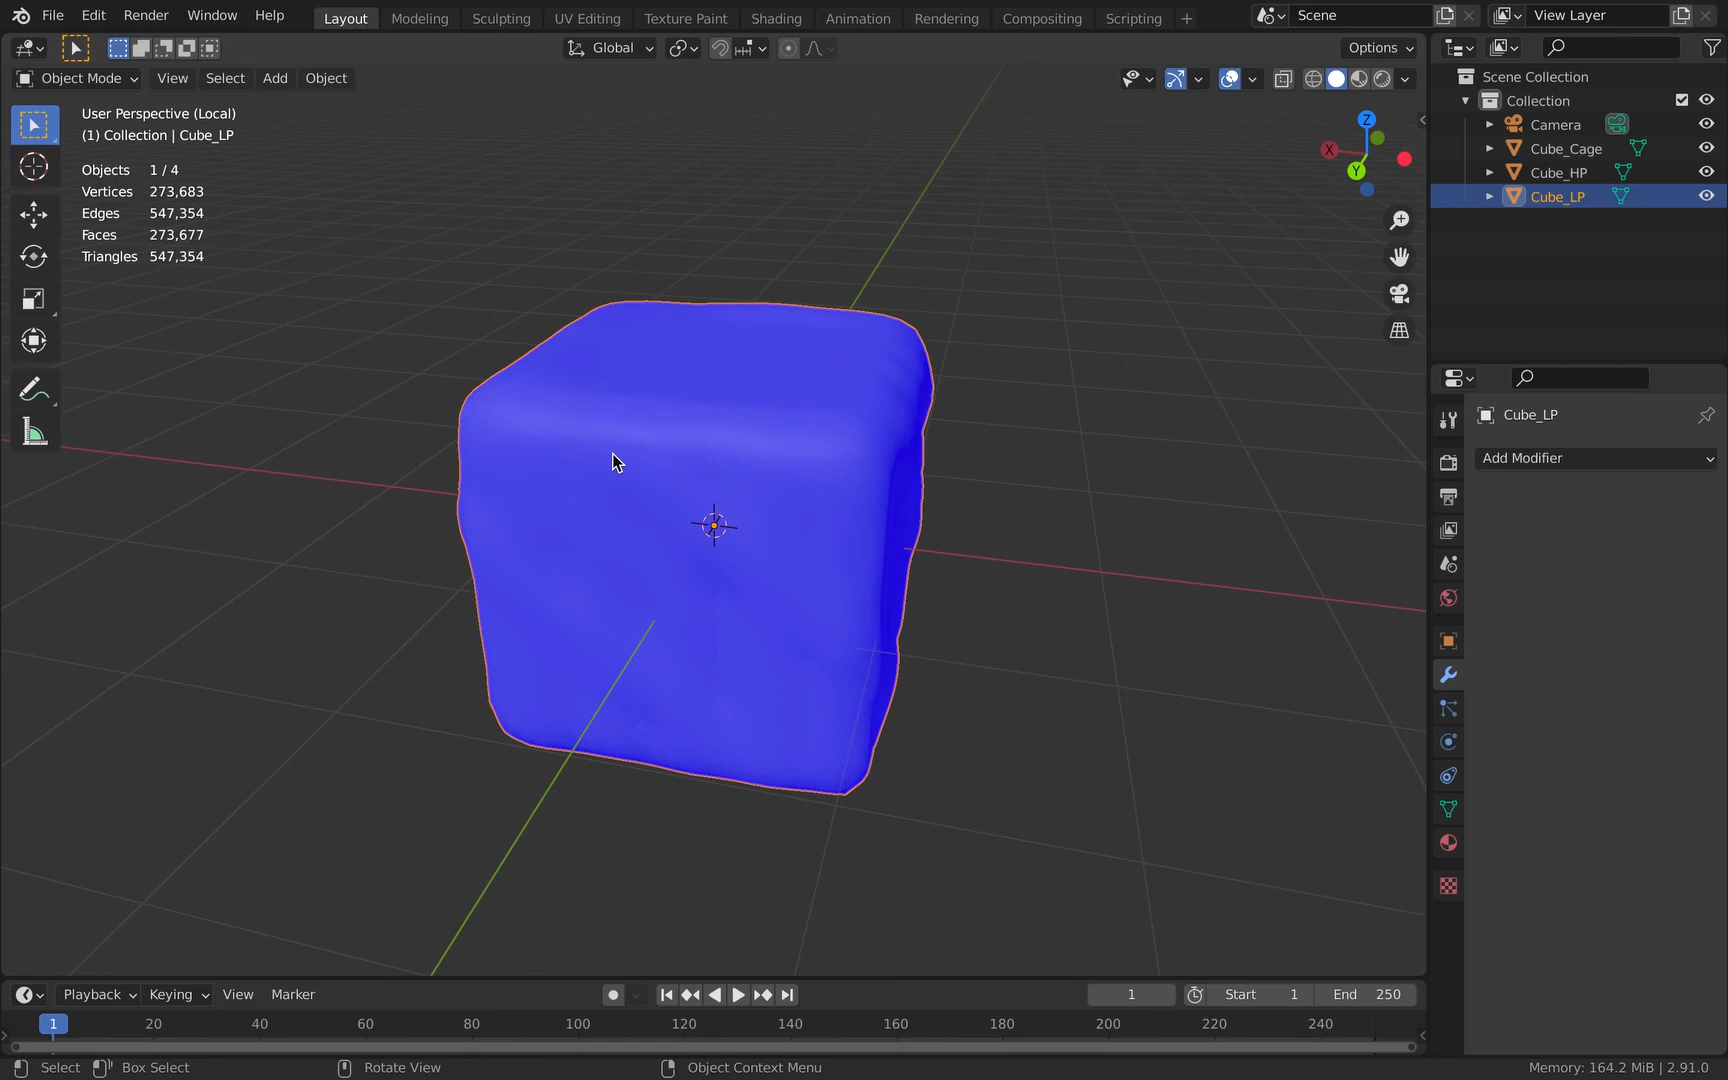 File Edit Render Window Help Layout Modeling Sculpting UV Editing Texture Paint Shading Animation Rendering Compositing Scripting + Scene View Layer
Global Options
Object Mode View Select Add Object
User Perspective (Local)
(1) Collection | Cube_LP
Objects 1 / 4
Vertices 273,683
Edges 547,354
Faces 273,677
Triangles 547,354
Z
X
Y
Scene Collection
Collection
Camera
Cube_Cage
Cube_HP
Cube_LP
Cube_LP
Add Modifier
Playback Keying View Marker 1 Start 1 End 250
1 20 40 60 80 100 120 140 160 180 200 220 240
Select Box Select Rotate View Object Context Menu Memory: 164.2 MiB | 2.91.0